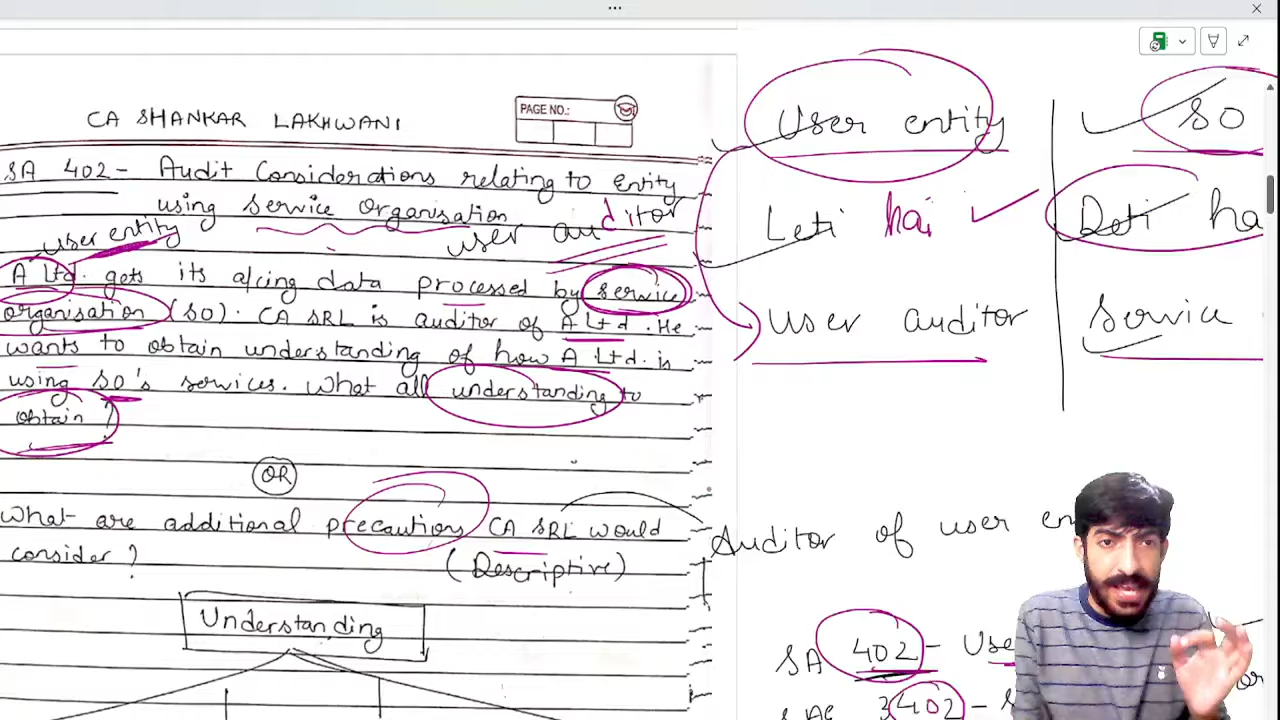 PAGE NO.:
CA SHANKAR LAKHWANI
SA 402 - Audit Considerations relating to Entity
using service organisation
user entity
user auditor
A Ltd. gets its a/cing data processed by service
organisation (SO). CA SRL is auditor of A Ltd. He
wants to obtain understanding of how A Ltd. is
using SO's services. What all understanding to
obtain?
OR
What are additional precautions CA SRL would
consider?
(Descriptive)
Understanding
User entity
SO
Leti hai
Deti ha
User auditor
Service
Auditor of user en
SA 402 - Use
SAE 3402 - S